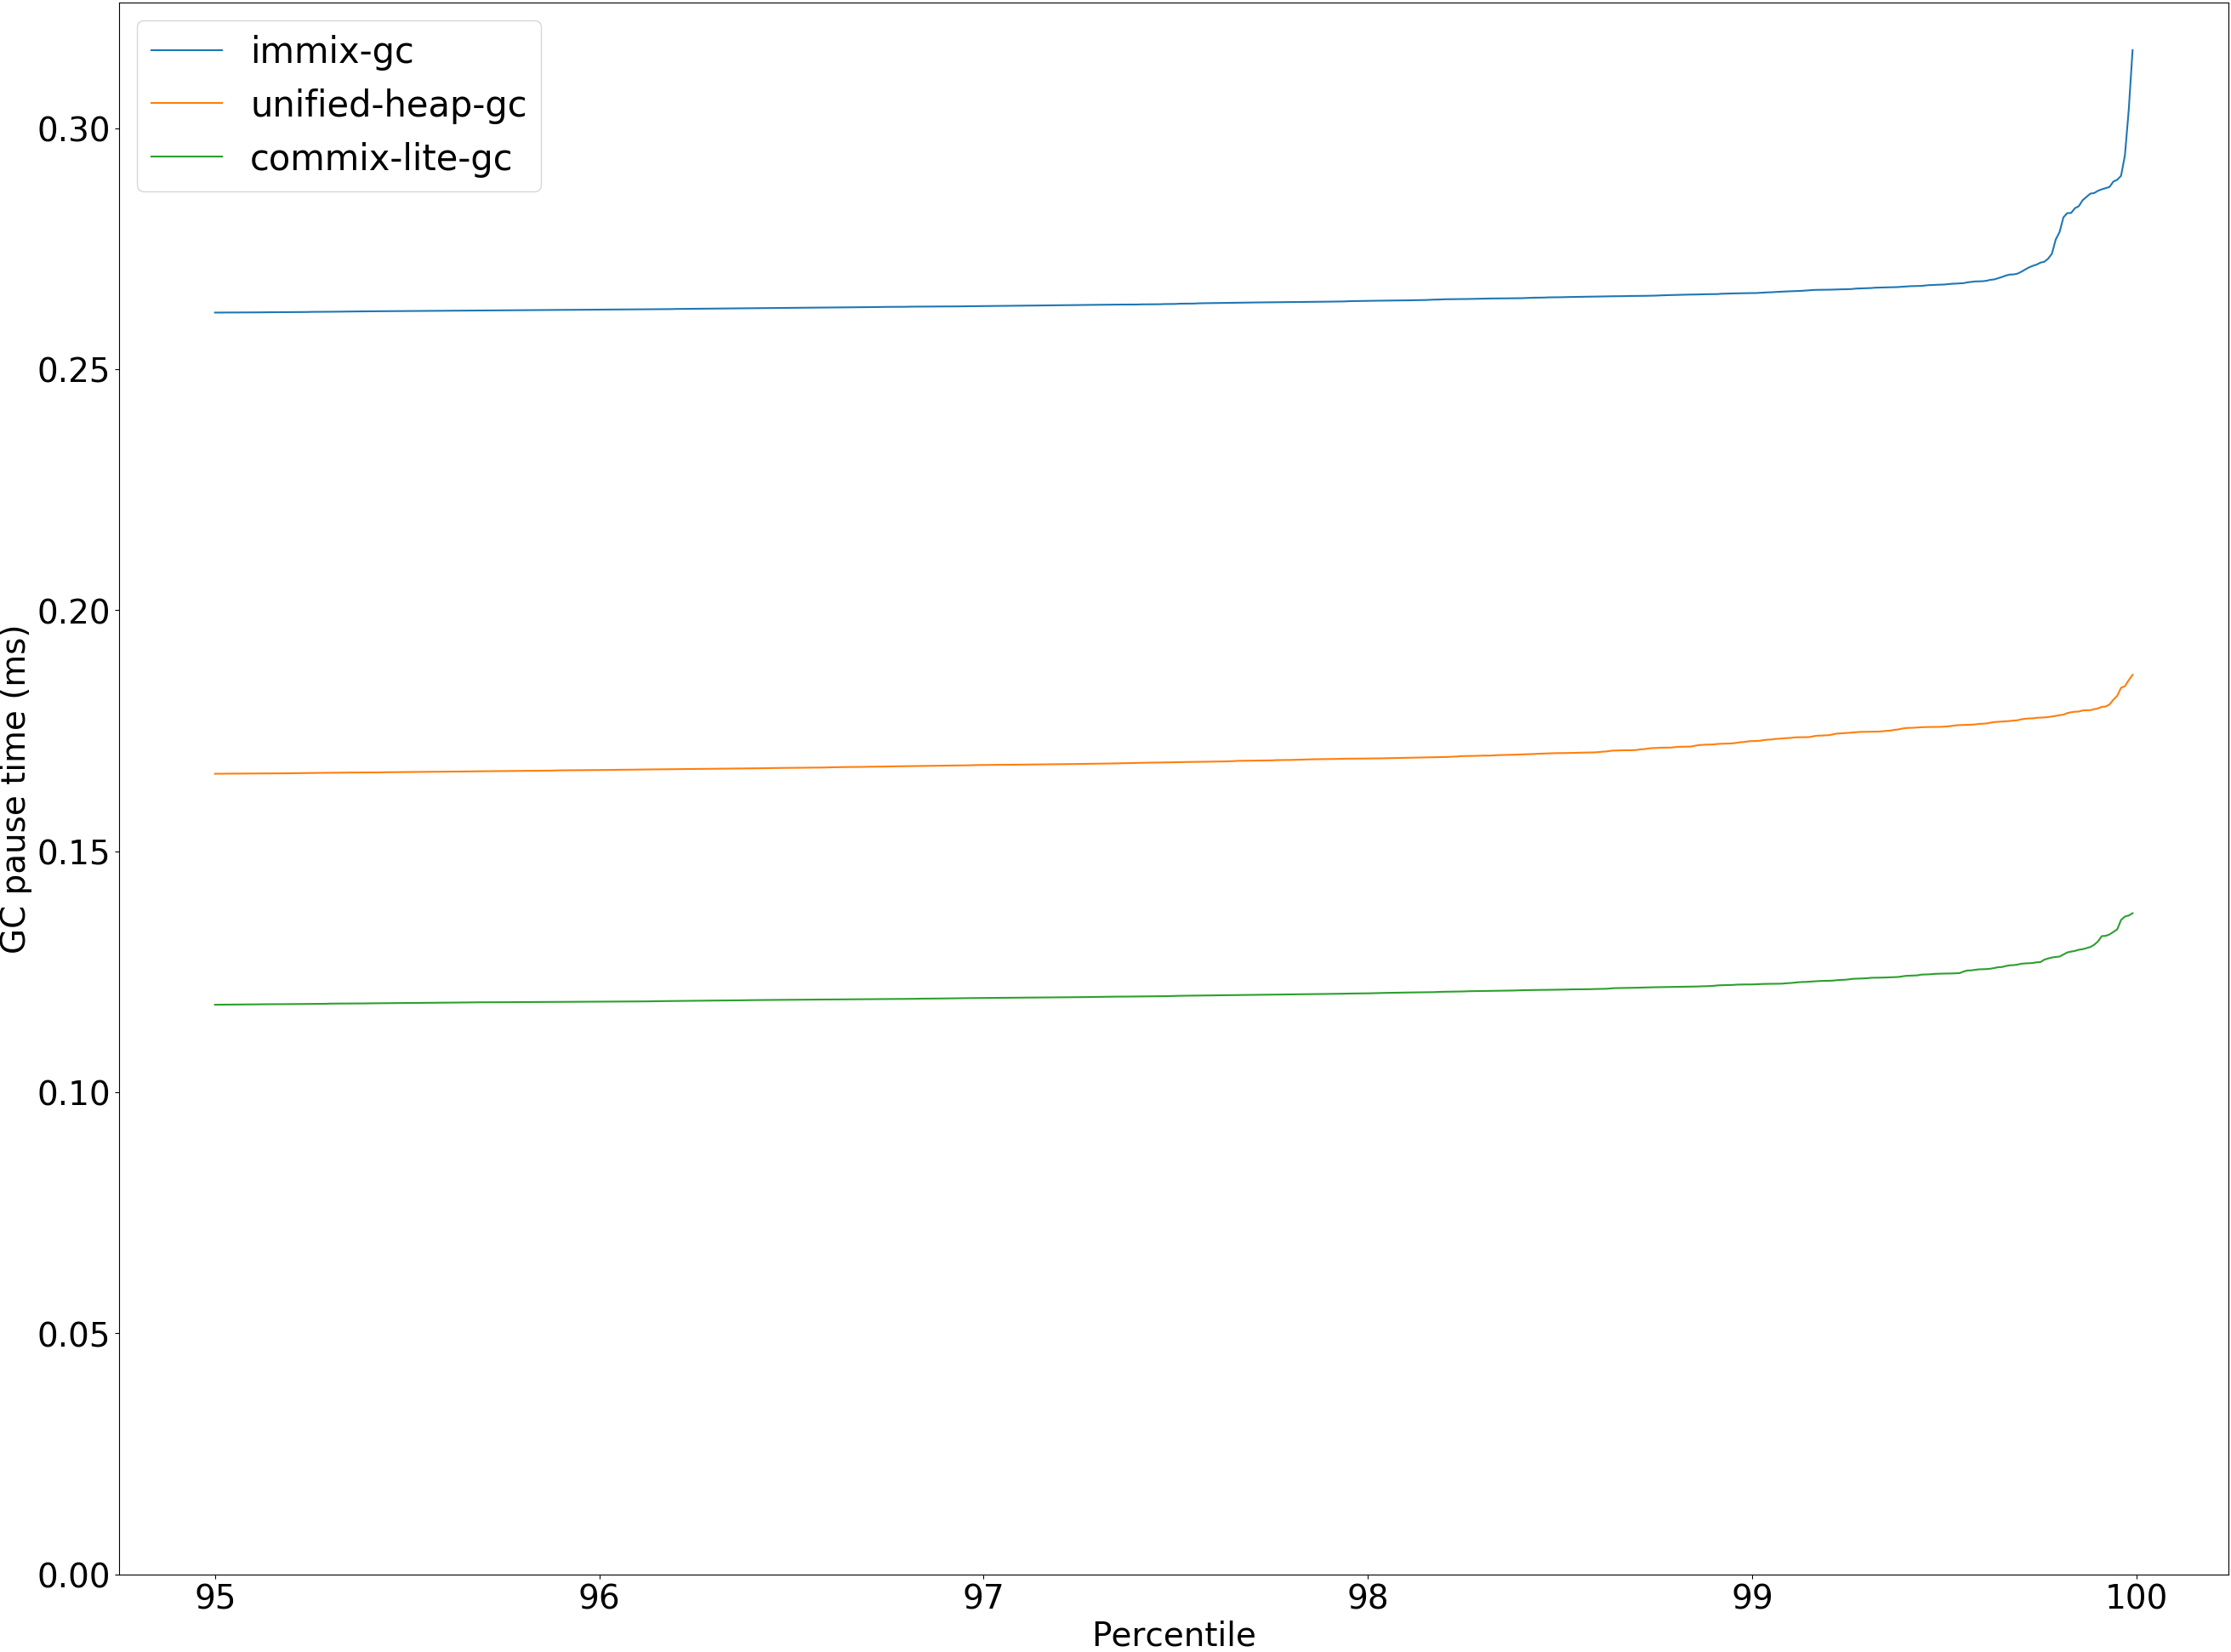 immix-gc
unified-heap-gc
commix-lite-gc
GC pause time (ms)
0.30
0.25
0.20
0.15
0.10
0.05
0.00
95 96 97 98 99 100
Percentile